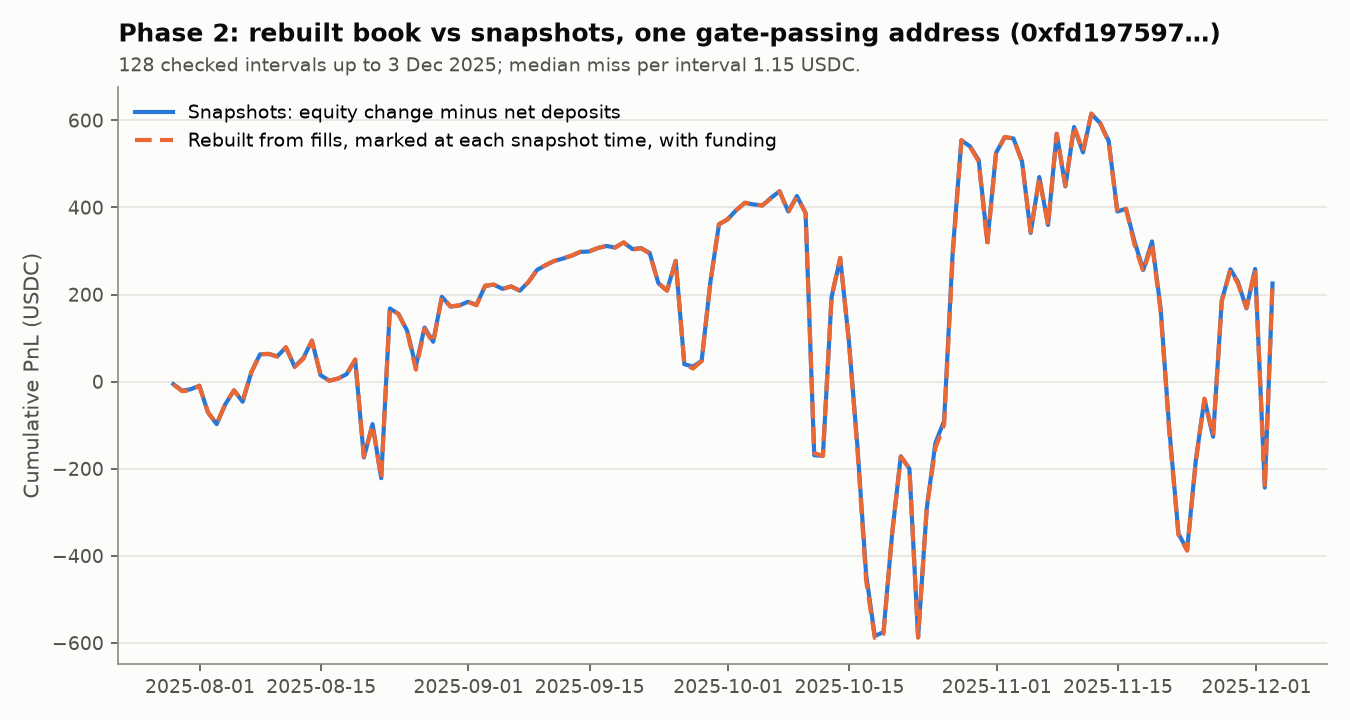 Phase 2: rebuilt book vs snapshots, one gate-passing address (0xfd197597…)
128 checked intervals up to 3 Dec 2025; median miss per interval 1.15 USDC.
Snapshots: equity change minus net deposits
Rebuilt from fills, marked at each snapshot time, with funding
Cumulative PnL (USDC)
600
400
200
0
−200
−400
−600
2025-08-01 2025-08-15 2025-09-01 2025-09-15 2025-10-01 2025-10-15 2025-11-01 2025-11-15 2025-12-01